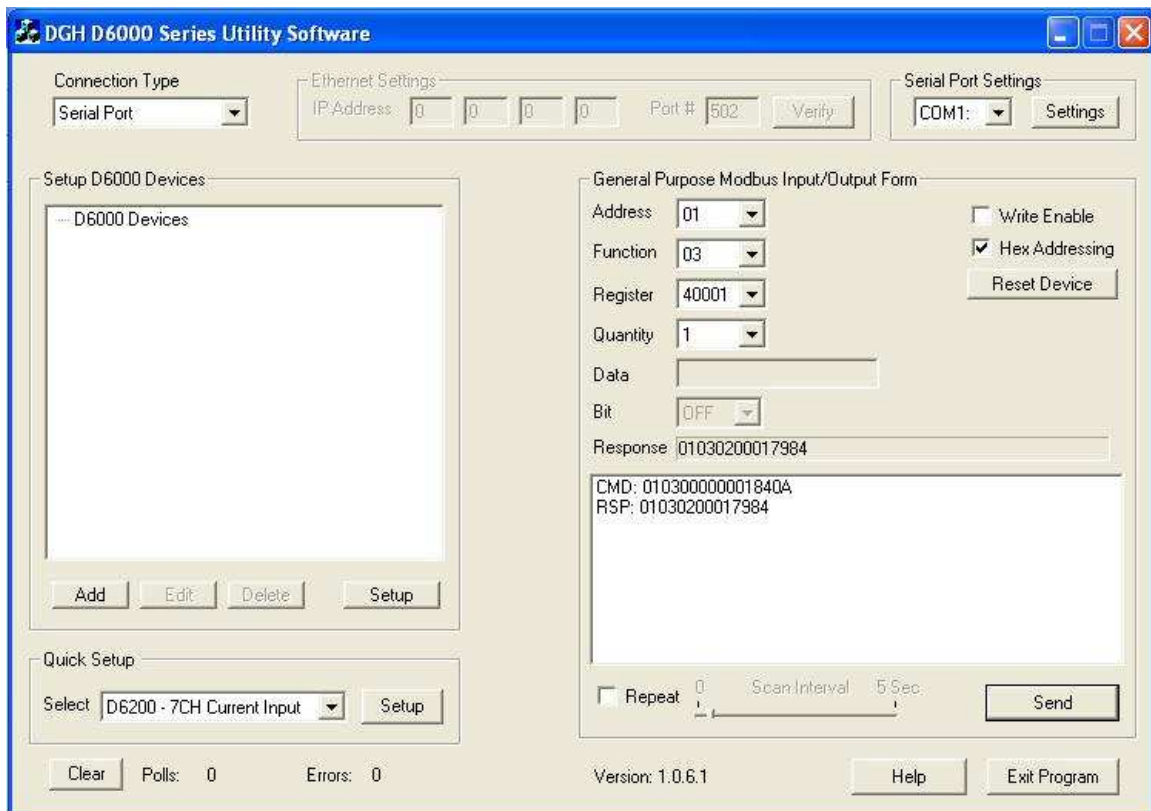 DGH D6000 Series Utility Software
Connection Type
Serial Port
Ethernet Settings
IP Address 0 0 0 0 Port # 502 Verify
Serial Port Settings
COM1: Settings
Setup D6000 Devices
D6000 Devices
Add Edit Delete Setup
Quick Setup
Select D6200 - 7CH Current Input Setup
Clear Polls: 0 Errors: 0
General Purpose Modbus Input/Output Form
Address 01
Write Enable
Function 03
Hex Addressing
Register 40001
Reset Device
Quantity 1
Data
Bit OFF
Response 01030200017984
CMD: 010300000001840A
RSP: 01030200017984
Repeat 0 Scan Interval 5 Sec.
Send
Version: 1.0.6.1 Help Exit Program